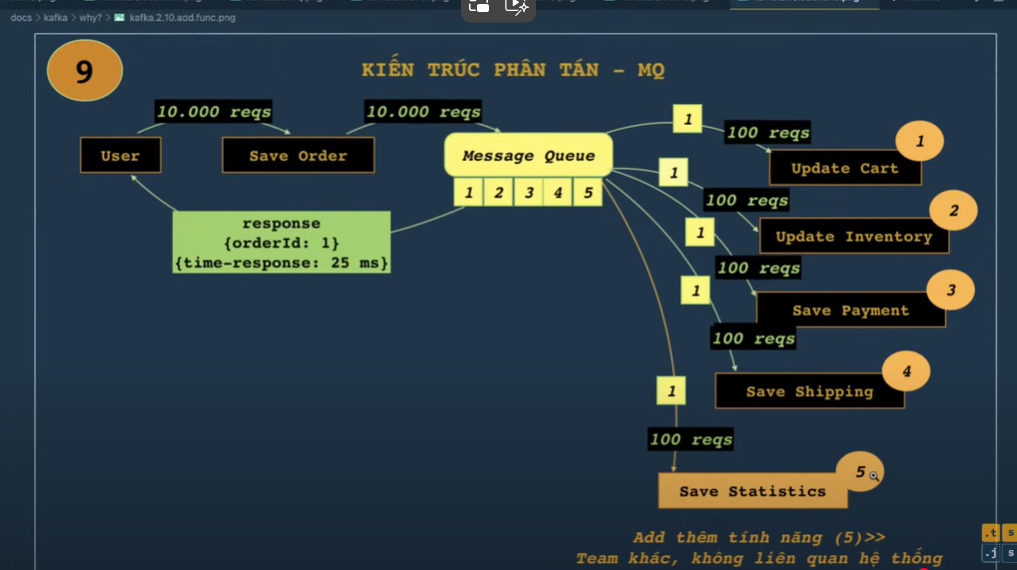 docs > kafka > why? > kafka.2.10.add.func.png
9
KIẾN TRÚC PHÂN TÁN - MQ
10.000 reqs
10.000 reqs
User
Save Order
Message Queue
1 2 3 4 5
response
{orderId: 1}
{time-response: 25 ms}
1
100 reqs
1
Update Cart
1
100 reqs
2
Update Inventory
1
100 reqs
3
Save Payment
1
100 reqs
4
Save Shipping
1
100 reqs
5
Save Statistics
Add thêm tính năng (5)>>
Team khác, không liên quan hệ thống
.t s
.j s